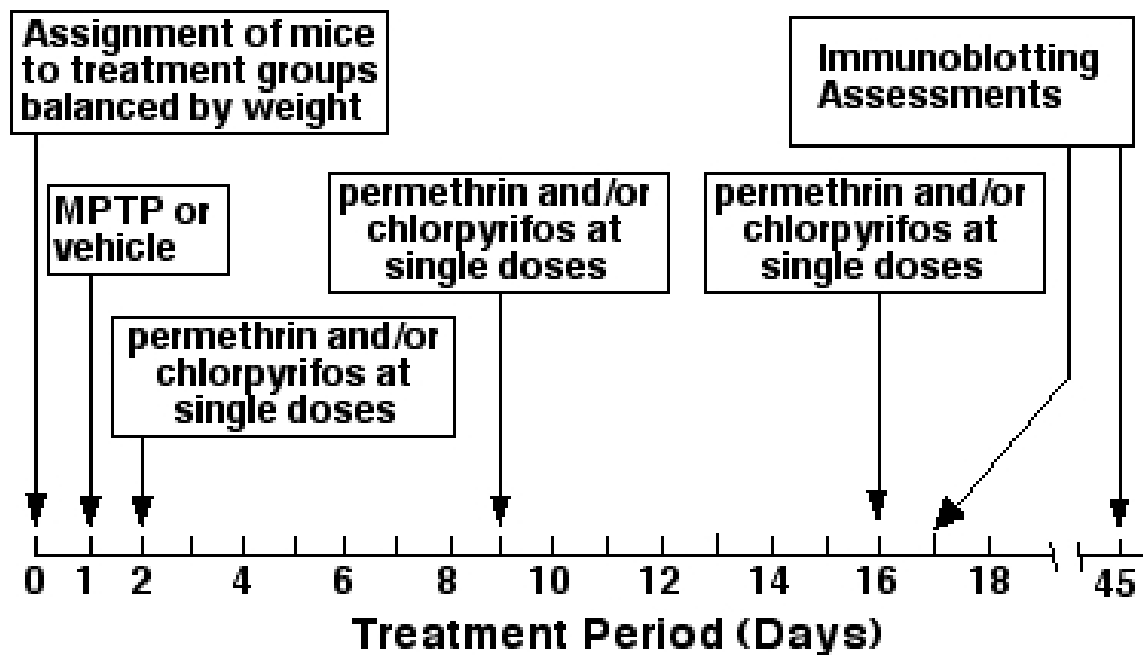 Assignment of mice
to treatment groups
balanced by weight
Immunoblotting
Assessments
MPTP or
vehicle
permethrin and/or
chlorpyrifos at
single doses
permethrin and/or
chlorpyrifos at
single doses
permethrin and/or
chlorpyrifos at
single doses
0 1 2 4 6 8 10 12 14 16 18 45
Treatment Period (Days)